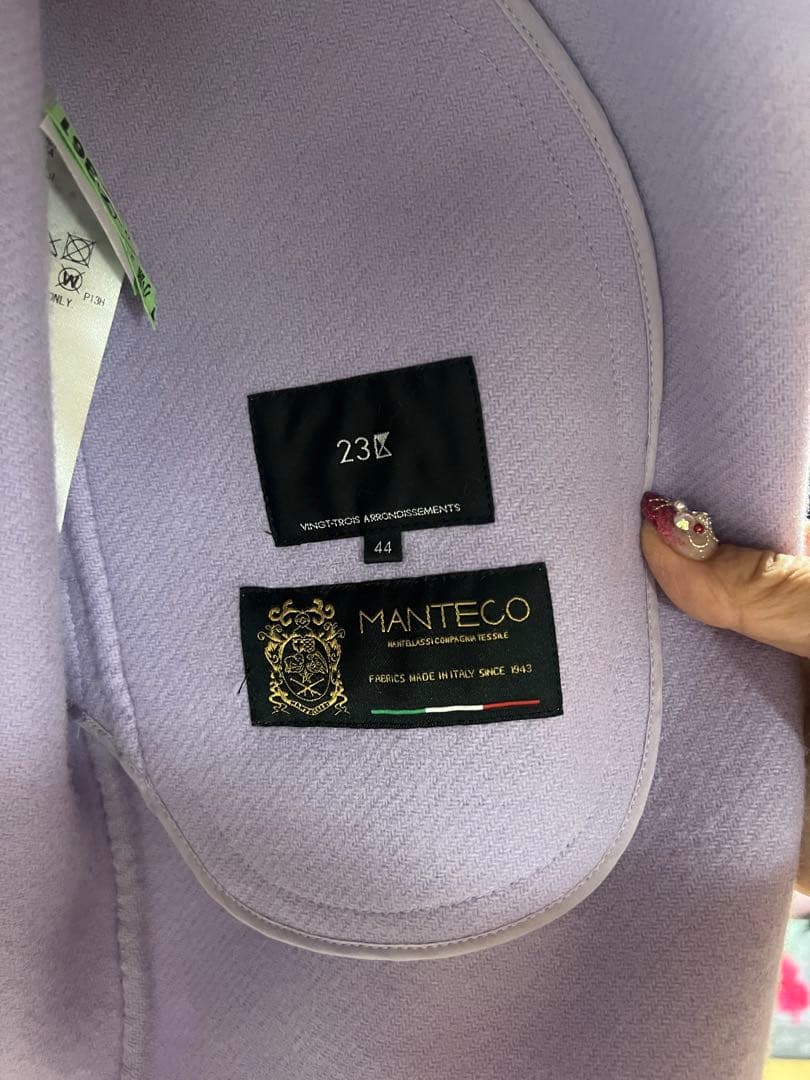 ONLY.
P13H
23区
VINGT-TROIS ARRONDISSEMENTS
44
MANTECO
MANTELLASSI COMPAGNIA TESSILE
FABRICS MADE IN ITALY SINCE 1943